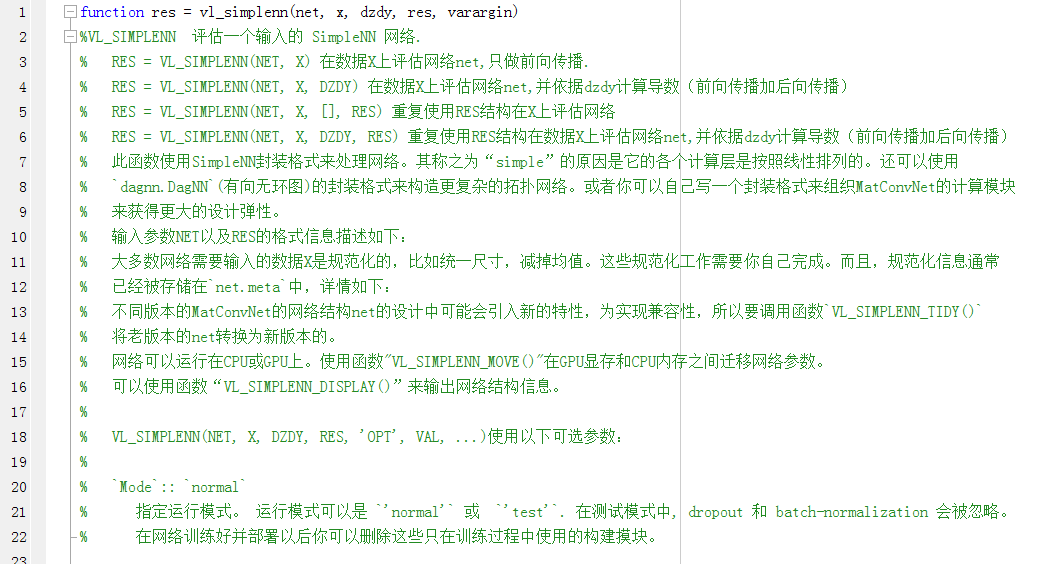 1 function res = vl_simplenn(net, x, dzdy, res, varargin)
2 %VL_SIMPLENN 评估一个输入的 SimpleNN 网络.
3 % RES = VL_SIMPLENN(NET, X) 在数据X上评估网络net,只做前向传播.
4 % RES = VL_SIMPLENN(NET, X, DZDY) 在数据X上评估网络net,并依据dzdy计算导数（前向传播加后向传播）
5 % RES = VL_SIMPLENN(NET, X, [], RES) 重复使用RES结构在X上评估网络
6 % RES = VL_SIMPLENN(NET, X, DZDY, RES) 重复使用RES结构在数据X上评估网络net,并依据dzdy计算导数（前向传播加后向传播）
7 % 此函数使用SimpleNN封装格式来处理网络。其称之为“simple”的原因是它的各个计算层是按照线性排列的。还可以使用
8 % `dagnn.DagNN`(有向无环图)的封装格式来构造更复杂的拓扑网络。或者你可以自己写一个封装格式来组织MatConvNet的计算模块
9 % 来获得更大的设计弹性。
10 % 输入参数NET以及RES的格式信息描述如下：
11 % 大多数网络需要输入的数据X是规范化的，比如统一尺寸，减掉均值。这些规范化工作需要你自己完成。而且，规范化信息通常
12 % 已经被存储在`net.meta`中，详情如下：
13 % 不同版本的MatConvNet的网络结构net的设计中可能会引入新的特性，为实现兼容性，所以要调用函数`VL_SIMPLENN_TIDY()`
14 % 将老版本的net转换为新版本的。
15 % 网络可以运行在CPU或GPU上。使用函数"VL_SIMPLENN_MOVE()"在GPU显存和CPU内存之间迁移网络参数。
16 % 可以使用函数“VL_SIMPLENN_DISPLAY()”来输出网络结构信息。
17 %
18 % VL_SIMPLENN(NET, X, DZDY, RES, 'OPT', VAL, ...)使用以下可选参数：
19 %
20 % `Mode`:: `normal`
21 % 指定运行模式。 运行模式可以是 `'normal'` 或 `'test'`. 在测试模式中, dropout 和 batch-normalization 会被忽略。
22 % 在网络训练好并部署以后你可以删除这些只在训练过程中使用的构建摸块。
23